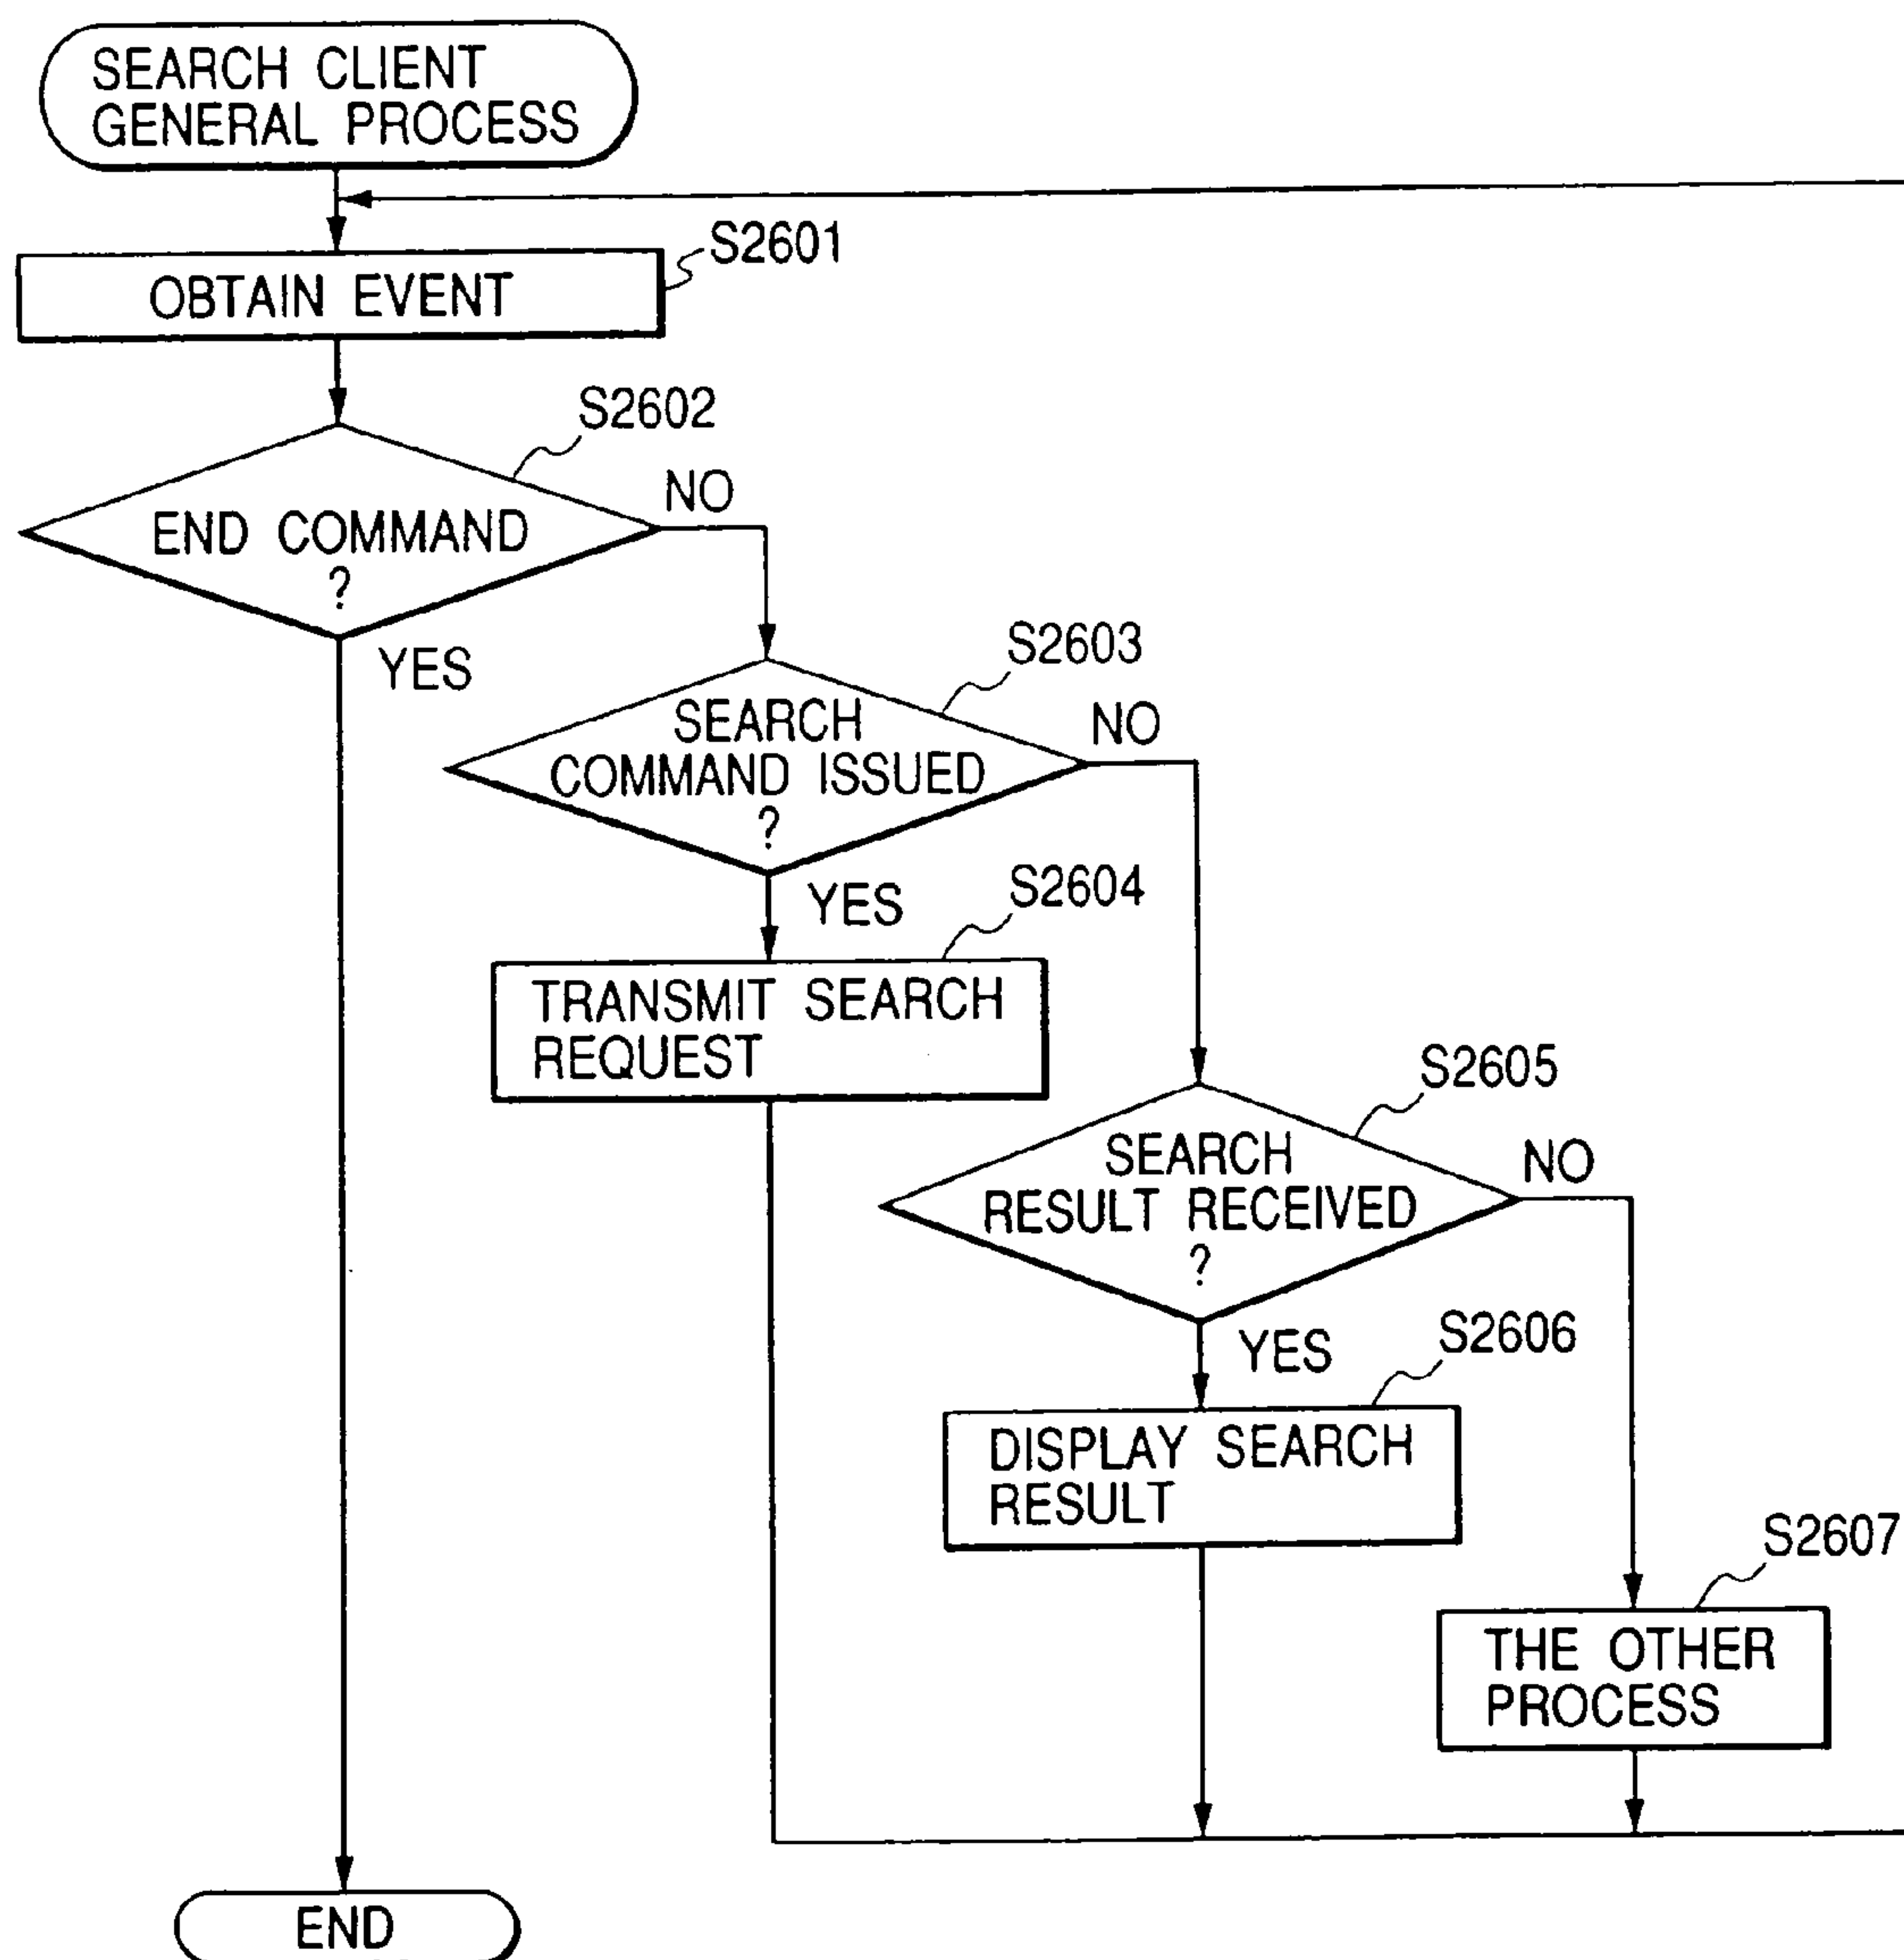 SEARCH CLIENT
GENERAL PROCESS
S2601
OBTAIN EVENT
S2602
NO
END COMMAND
?
YES
S2603
NO
SEARCH
COMMAND ISSUED
?
YES
S2604
TRANSMIT SEARCH
REQUEST
S2605
NO
SEARCH
RESULT RECEIVED
?
YES
S2606
DISPLAY SEARCH
RESULT
S2607
THE OTHER
PROCESS
END